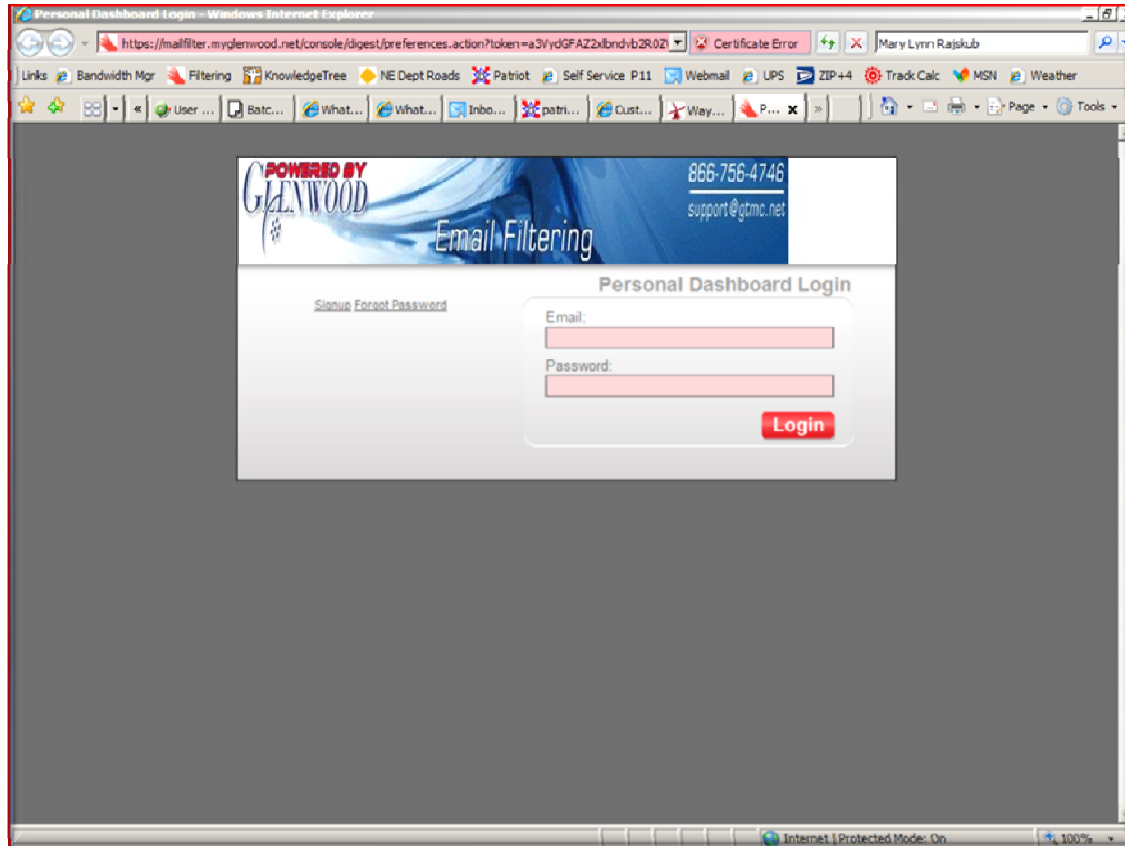 Personal Dashboard Login - Windows Internet Explorer
https://mailfilter.myglenwood.net/console/digest/preferences.action?token= Certificate Error Mary Lynn Rajskub
Links Bandwidth Mgr Filtering KnowledgeTree NE Dept Roads Patriot Self Service P11 Webmail UPS ZIP+4 Track Calc MSN Weather
« User ... Batc... What... What... Inbo... patri... Cust... Way... P... x » Page Tools
POWERED BY
GLENWOOD
866-756-4746
support@gtmc.net
Email Filtering
Personal Dashboard Login
Signup Forgot Password
Email:
Password:
Login
Internet | Protected Mode: On 100%